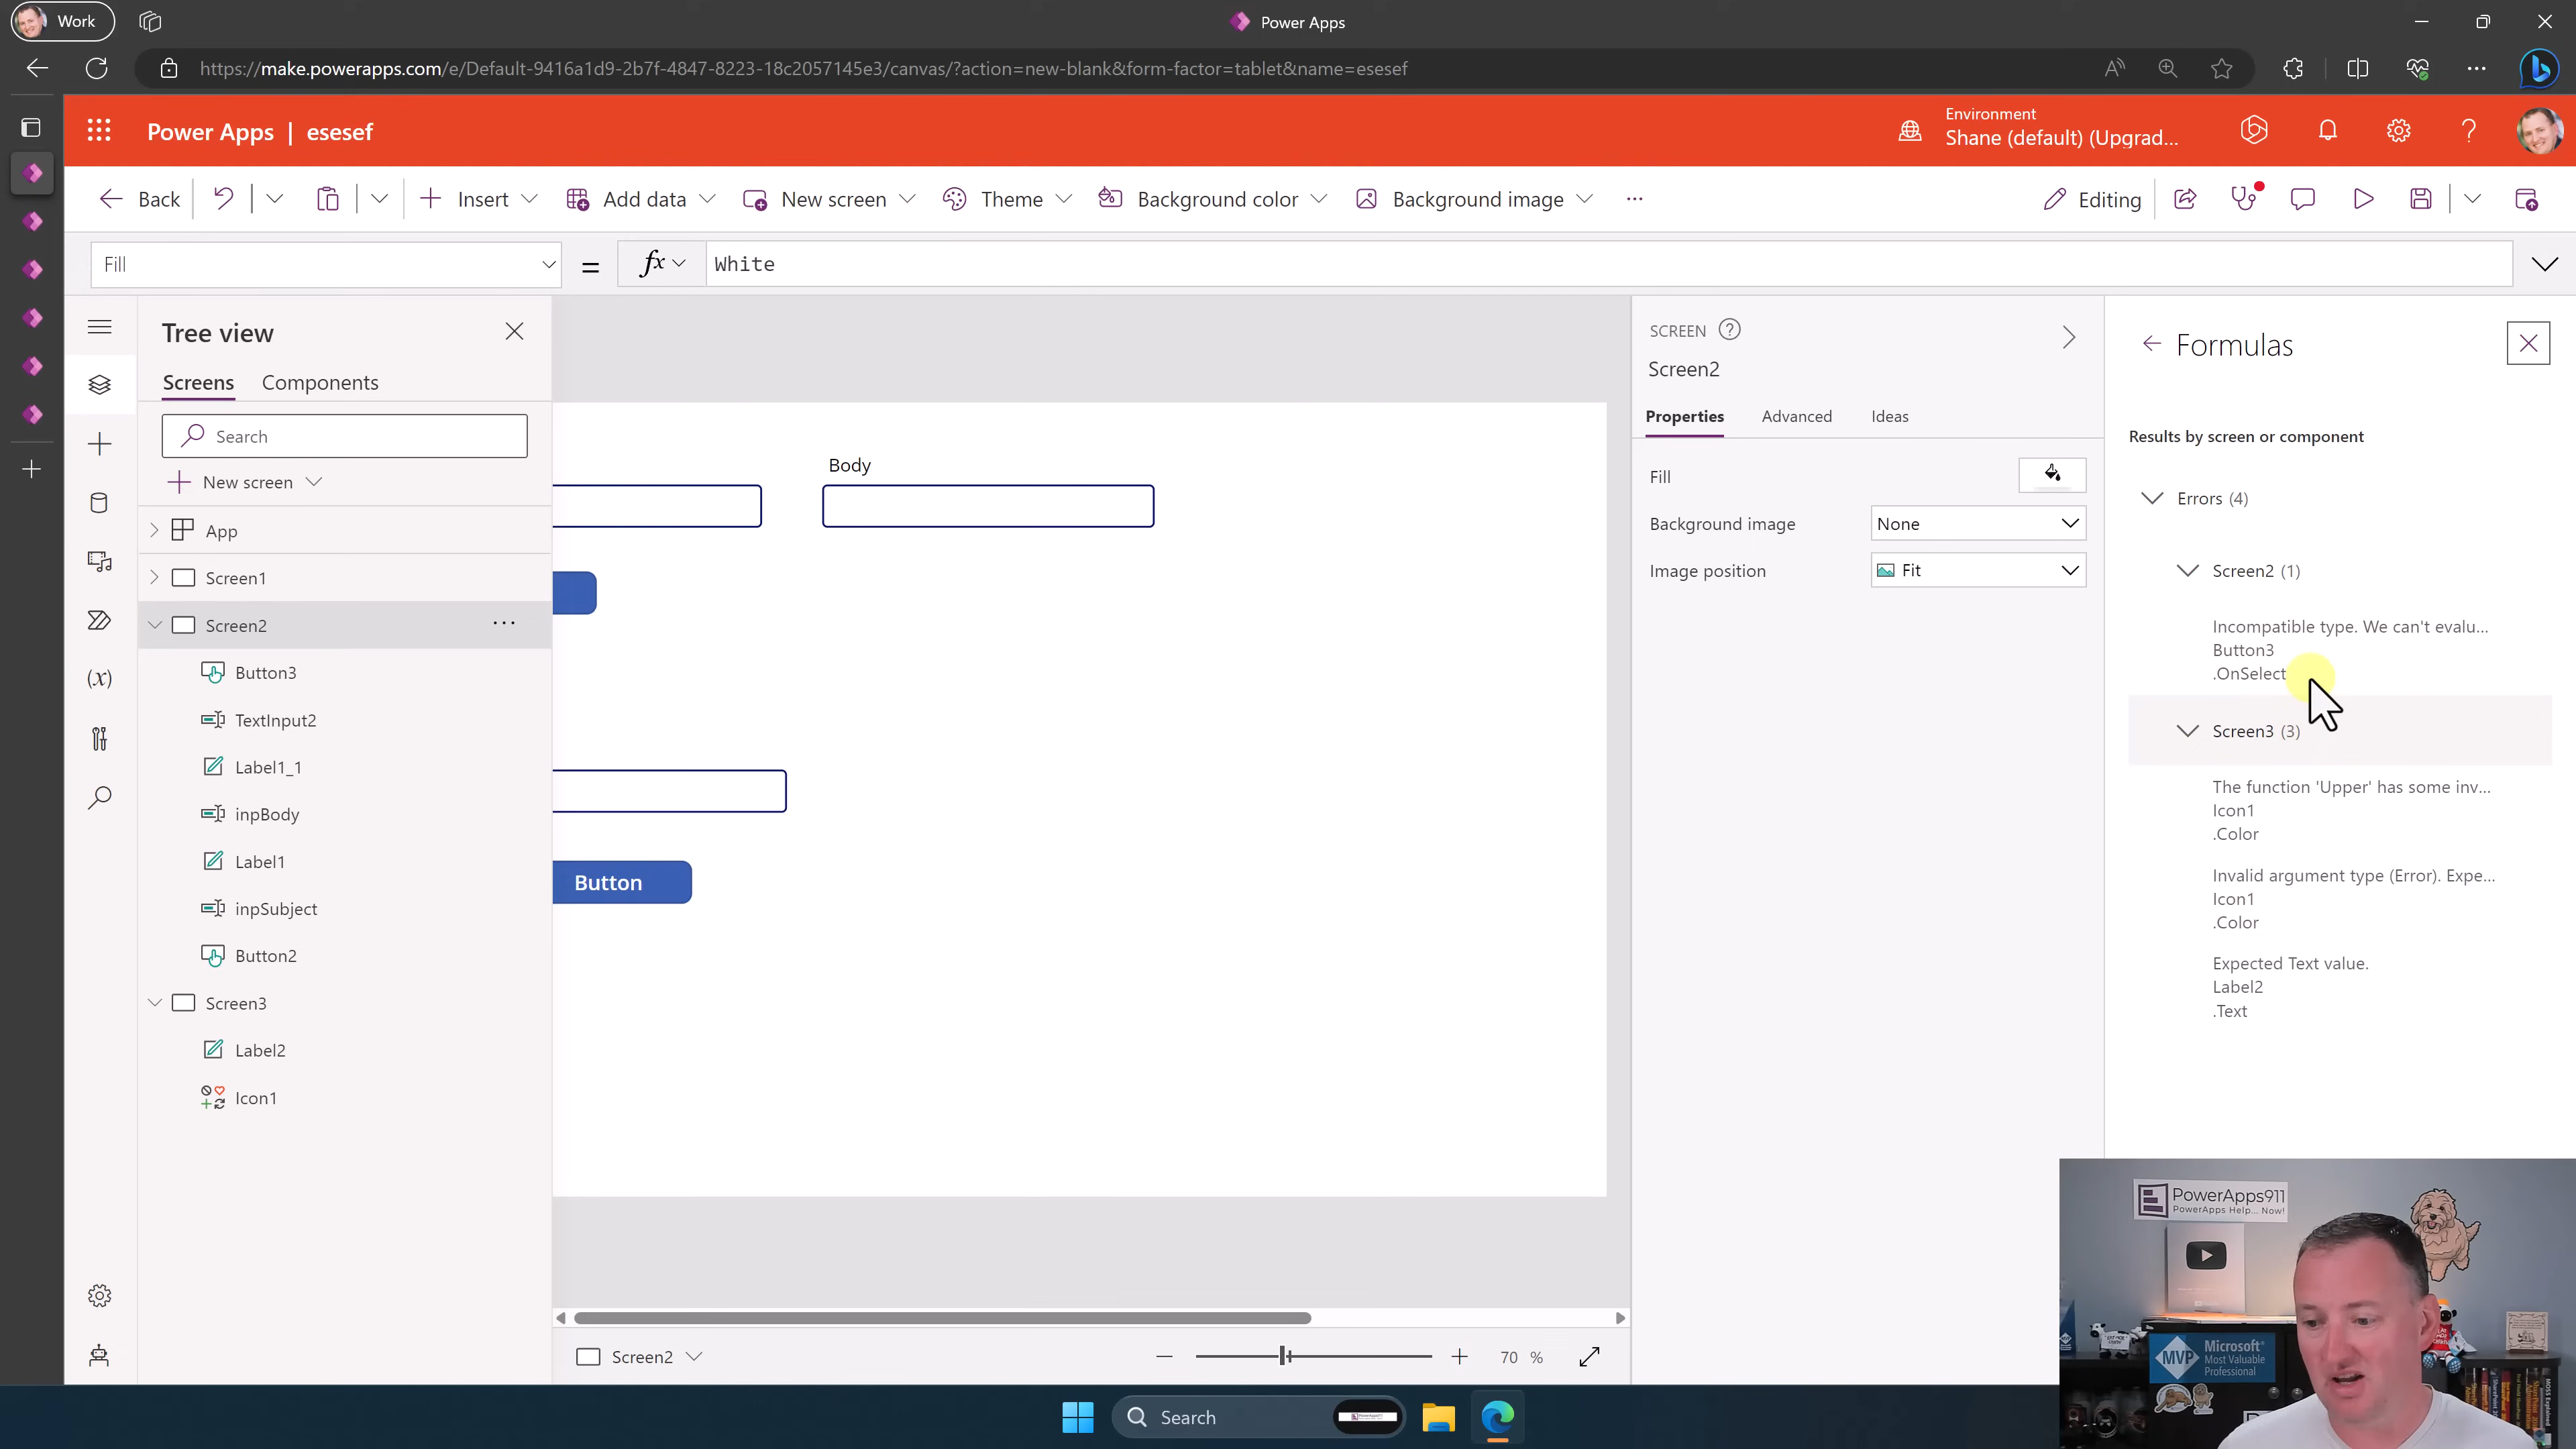 Work
Power Apps
https://make.powerapps.com/e/Default-9416a1d9-2b7f-4847-8223-18c2057145e3/canvas/?action=new-blank&form-factor=tablet&name=esesef
Power Apps | esesef
Environment
Shane (default) (Upgrad...
Back
Insert
Add data
New screen
Theme
Background color
Background image
...
Editing
Fill
=
fx
White
Tree view
Screens
Components
Search
New screen
App
Screen1
Screen2
...
Button3
TextInput2
Label1_1
inpBody
Label1
inpSubject
Button2
Screen3
Label2
Icon1
(x)
Body
Button
Screen2
70 %
SCREEN
Screen2
Properties
Advanced
Ideas
Fill
Background image
None
Image position
Fit
Formulas
Results by screen or component
Errors (4)
Screen2 (1)
Incompatible type. We can't evalu...
Button3
.OnSelect
Screen3 (3)
The function 'Upper' has some inv...
Icon1
.Color
Invalid argument type (Error). Expe...
Icon1
.Color
Expected Text value.
Label2
.Text
PowerApps911
PowerApps Help... Now!
MVP
Microsoft
Most Valuable
Professional
Search